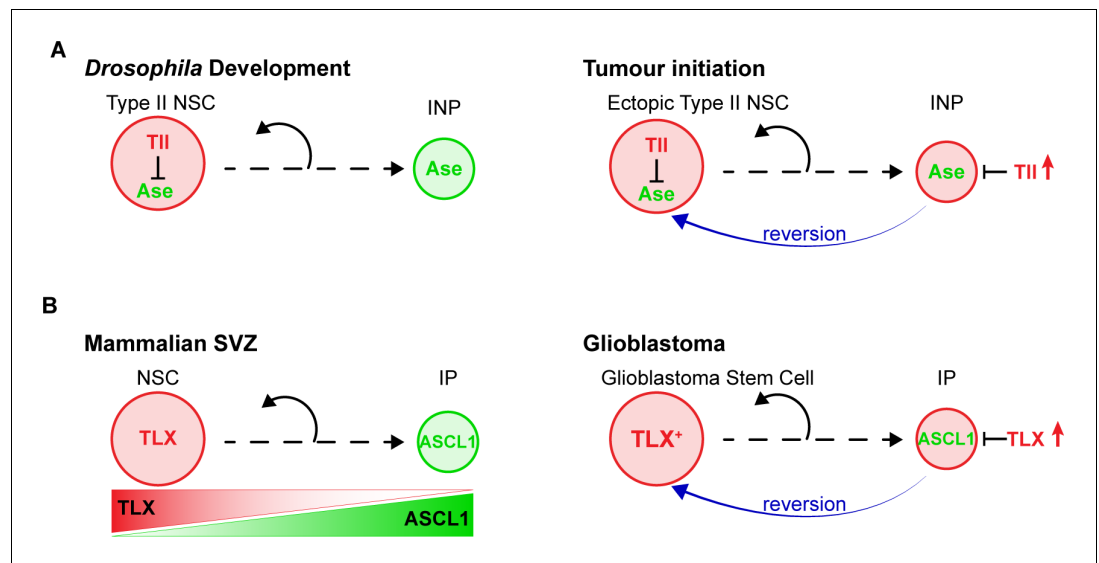 A
Drosophila Development
Type II NSC
INP
Tll
Ase
Ase
Tumour initiation
Ectopic Type II NSC
INP
Tll
Ase
Ase
Tll
reversion
B
Mammalian SVZ
NSC
IP
TLX
ASCL1
TLX
ASCL1
Glioblastoma
Glioblastoma Stem Cell
IP
TLX⁺
ASCL1
TLX
reversion